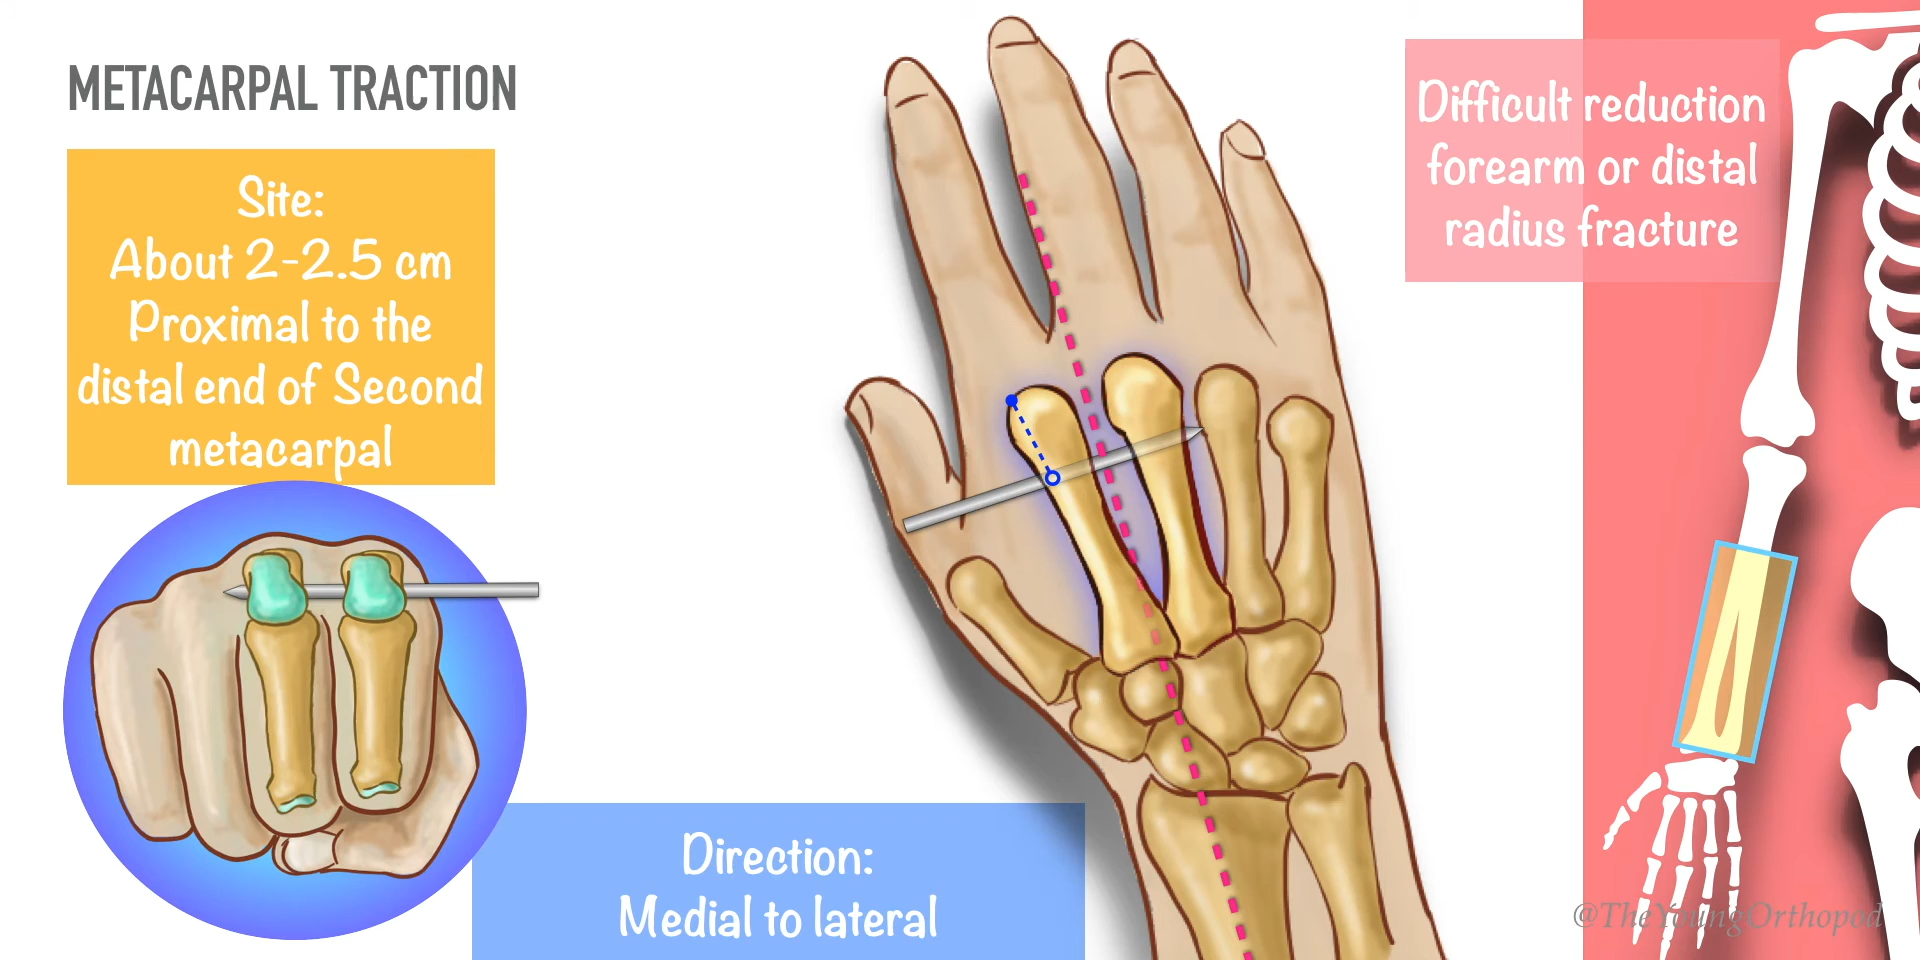 METACARPAL TRACTION
Site:
About 2-2.5 cm
Proximal to the
distal end of Second
metacarpal
Difficult reduction
forearm or distal
radius fracture
Direction:
Medial to lateral
@TheYoungOrthopod